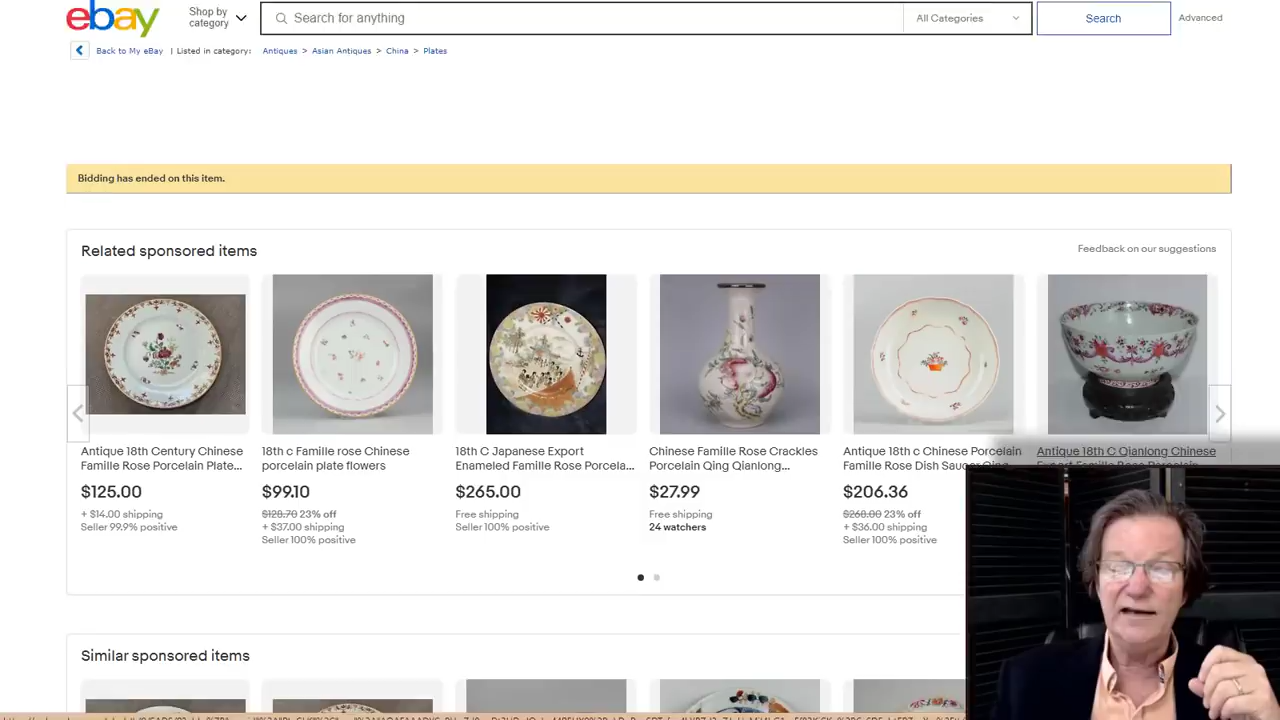 ebay
Shop by category
Search for anything
All Categories
Search
Advanced
Back to My eBay | Listed in category: Antiques > Asian Antiques > China > Plates
Bidding has ended on this item.
Related sponsored items
Feedback on our suggestions
Antique 18th Century Chinese Famille Rose Porcelain Plate...
$125.00
+ $14.00 shipping
Seller 99.9% positive
18th c Famille rose Chinese porcelain plate flowers
$99.10
$128.70 23% off
+ $37.00 shipping
Seller 100% positive
18th C Japanese Export Enameled Famille Rose Porcela...
$265.00
Free shipping
Seller 100% positive
Chinese Famille Rose Crackles Porcelain Qing Qianlong...
$27.99
Free shipping
24 watchers
Antique 18th c Chinese Porcelain Famille Rose Dish Saucer Qing
$206.36
$268.00 23% off
+ $36.00 shipping
Seller 100% positive
Antique 18th C Qianlong Chinese Export Famille Rose Porcelain
Similar sponsored items